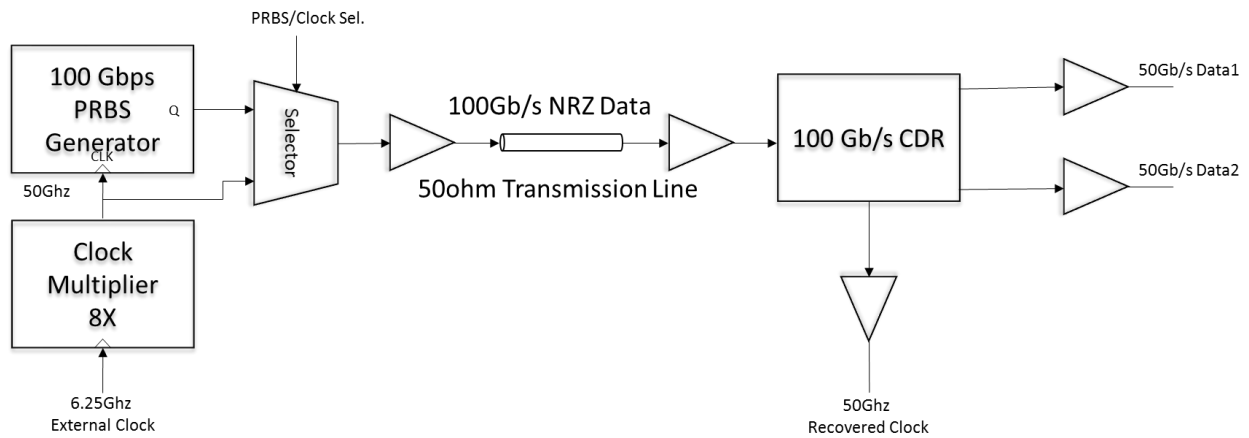 PRBS/Clock Sel.
100 Gbps
PRBS
Generator
Q
CLK
50Ghz
Clock
Multiplier
8X
6.25Ghz
External Clock
Selector
100Gb/s NRZ Data
50ohm Transmission Line
100 Gb/s CDR
50Gb/s Data1
50Gb/s Data2
50Ghz
Recovered Clock